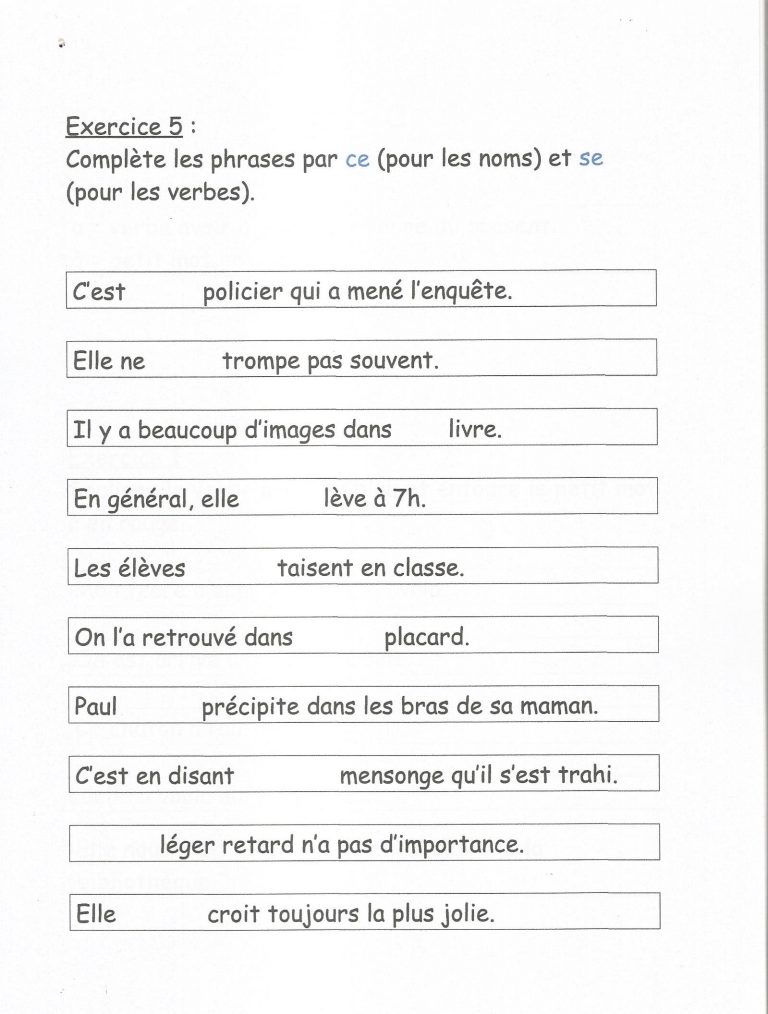 Exercice 5 :
Complète les phrases par ce (pour les noms) et se
(pour les verbes).
C'est policier qui a mené l'enquête.
Elle ne trompe pas souvent.
Il y a beaucoup d'images dans livre.
En général, elle lève à 7h.
Les élèves taisent en classe.
On l'a retrouvé dans placard.
Paul précipite dans les bras de sa maman.
C'est en disant mensonge qu'il s'est trahi.
léger retard n'a pas d'importance.
Elle croit toujours la plus jolie.